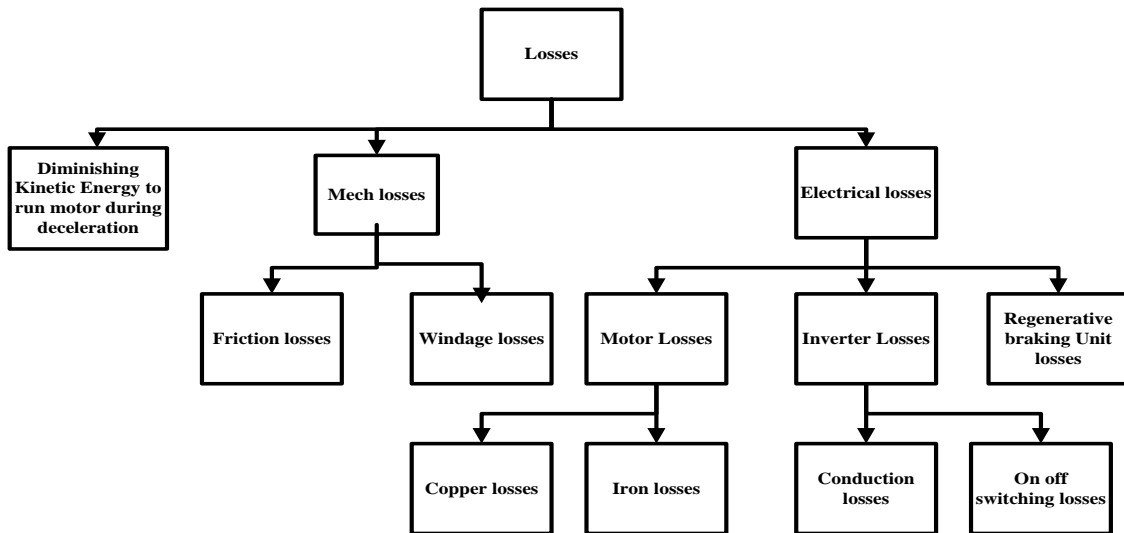 Losses
Diminishing
Kinetic Energy to
run motor during
deceleration
Mech losses
Electrical losses
Friction losses
Windage losses
Motor Losses
Inverter Losses
Regenerative
braking Unit
losses
Copper losses
Iron losses
Conduction
losses
On off
switching losses